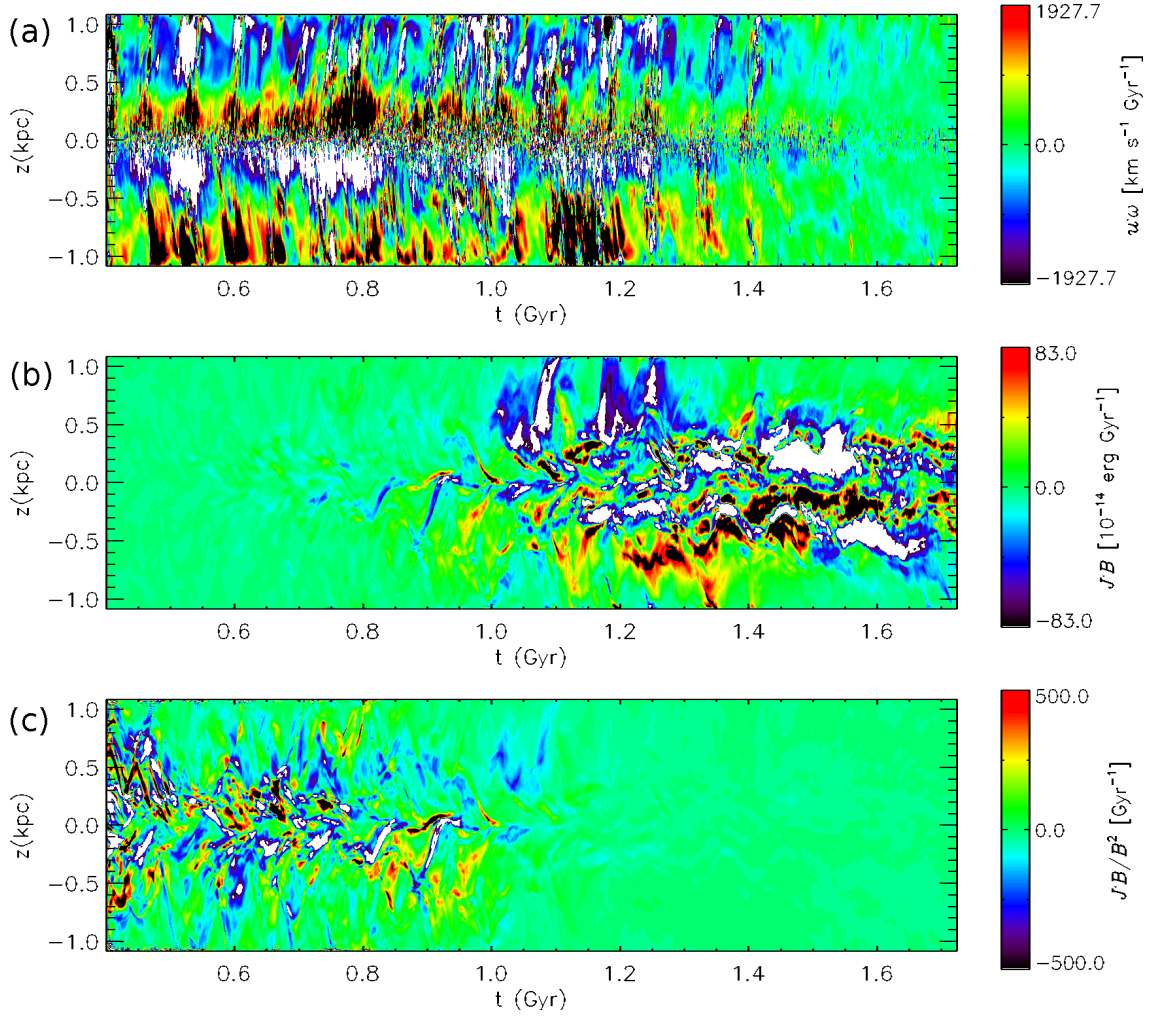 (a)
1.0
0.5
0.0
−0.5
−1.0
z(kpc)
0.6 0.8 1.0 1.2 1.4 1.6
t (Gyr)
1927.7
0.0
−1927.7
u·ω [km s⁻¹ Gyr⁻¹]
(b)
1.0
0.5
0.0
−0.5
−1.0
z(kpc)
0.6 0.8 1.0 1.2 1.4 1.6
t (Gyr)
83.0
0.0
−83.0
J·B [10⁻¹⁴ erg Gyr⁻¹]
(c)
1.0
0.5
0.0
−0.5
−1.0
z(kpc)
0.6 0.8 1.0 1.2 1.4 1.6
t (Gyr)
500.0
0.0
−500.0
J·B/B² [Gyr⁻¹]